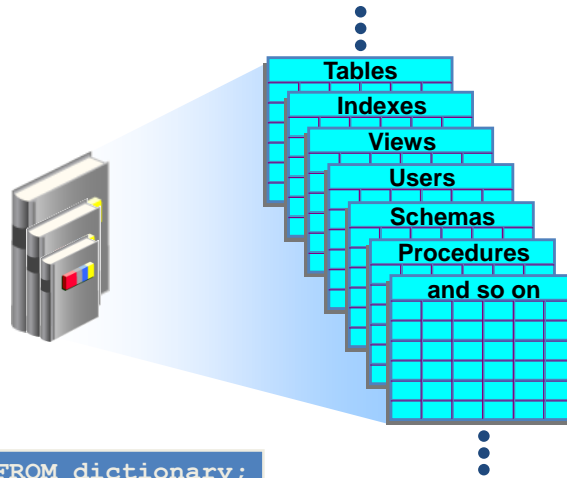 Tables
Indexes
Views
Users
Schemas
Procedures
and so on
FROM dictionary;